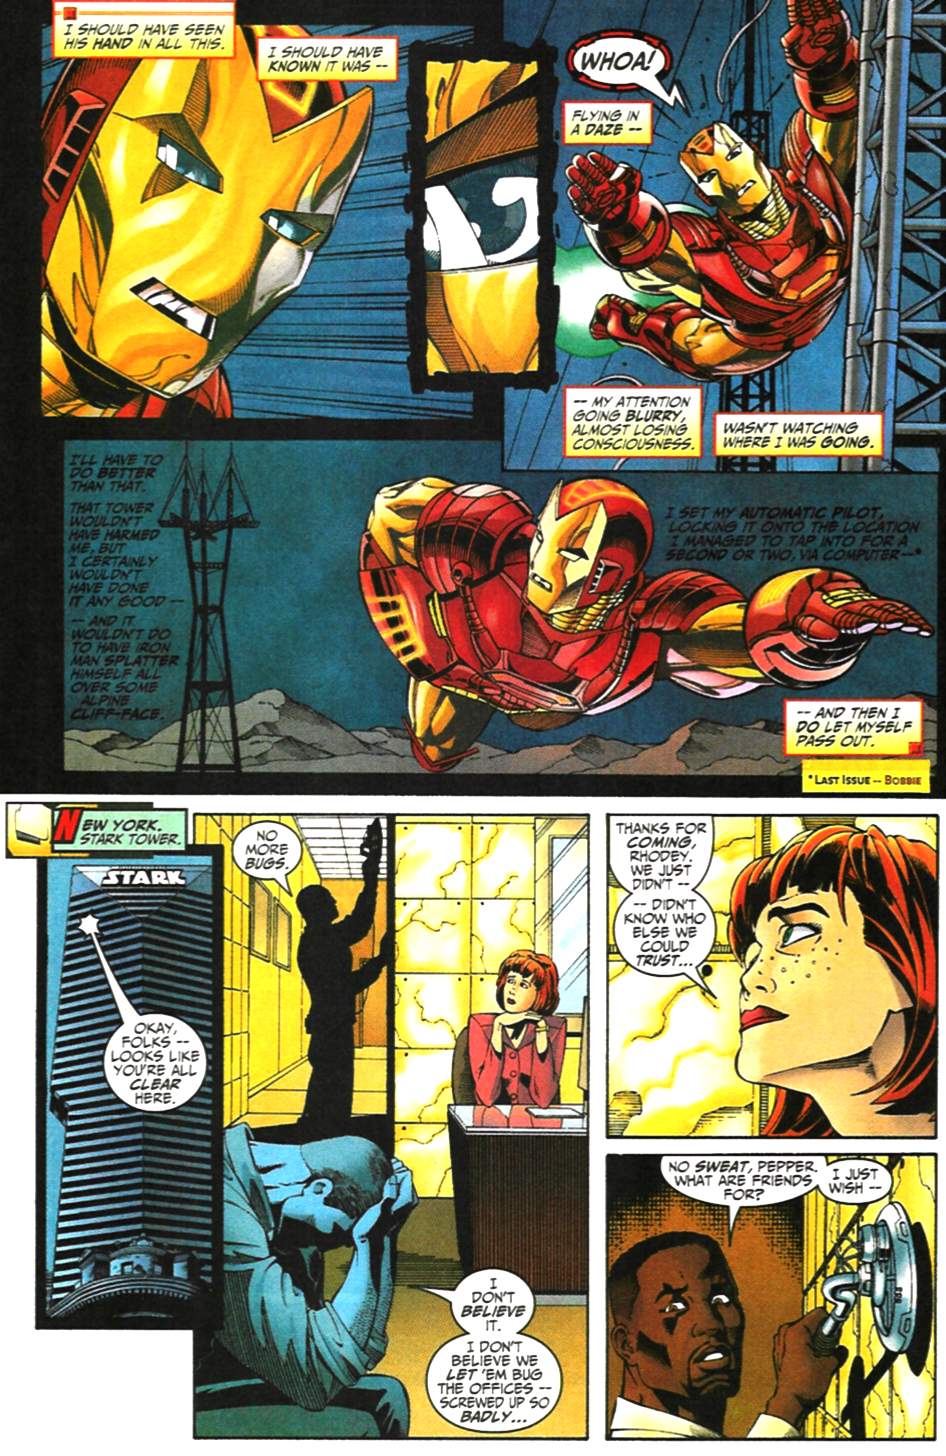 I SHOULD HAVE SEEN
HIS HAND IN ALL THIS.
I SHOULD HAVE
KNOWN IT WAS --
WHOA!
FLYING IN
A DAZE --
-- MY ATTENTION
GOING BLURRY,
ALMOST LOSING
CONSCIOUSNESS.
WASN'T WATCHING
WHERE I WAS GOING.
I'LL HAVE TO
DO BETTER
THAN THAT.
THAT TOWER
WOULDN'T
HAVE HARMED
ME, BUT
I CERTAINLY
WOULDN'T
HAVE DONE
IT ANY GOOD --
-- AND IT
WOULDN'T DO
TO HAVE IRON
MAN SPLATTER
HIMSELF ALL
OVER SOME
ALPINE
CLIFF-FACE.
I SET MY AUTOMATIC PILOT,
LOCKING IT ONTO THE LOCATION
I MANAGED TO TAP INTO FOR A
SECOND OR TWO, VIA COMPUTER--*
-- AND THEN I
DO LET MYSELF
PASS OUT.
*LAST ISSUE -- BOBBIE
NEW YORK.
STARK TOWER.
STARK
OKAY,
FOLKS --
LOOKS LIKE
YOU'RE ALL
CLEAR
HERE.
NO
MORE
BUGS.
I
DON'T
BELIEVE
IT.
I DON'T
BELIEVE WE
LET 'EM BUG
THE OFFICES --
SCREWED UP SO
BADLY...
THANKS FOR
COMING,
RHODEY.
WE JUST
DIDN'T --
-- DIDN'T
KNOW WHO
ELSE WE
COULD
TRUST...
NO SWEAT, PEPPER.
WHAT ARE FRIENDS
FOR?
I JUST
WISH --